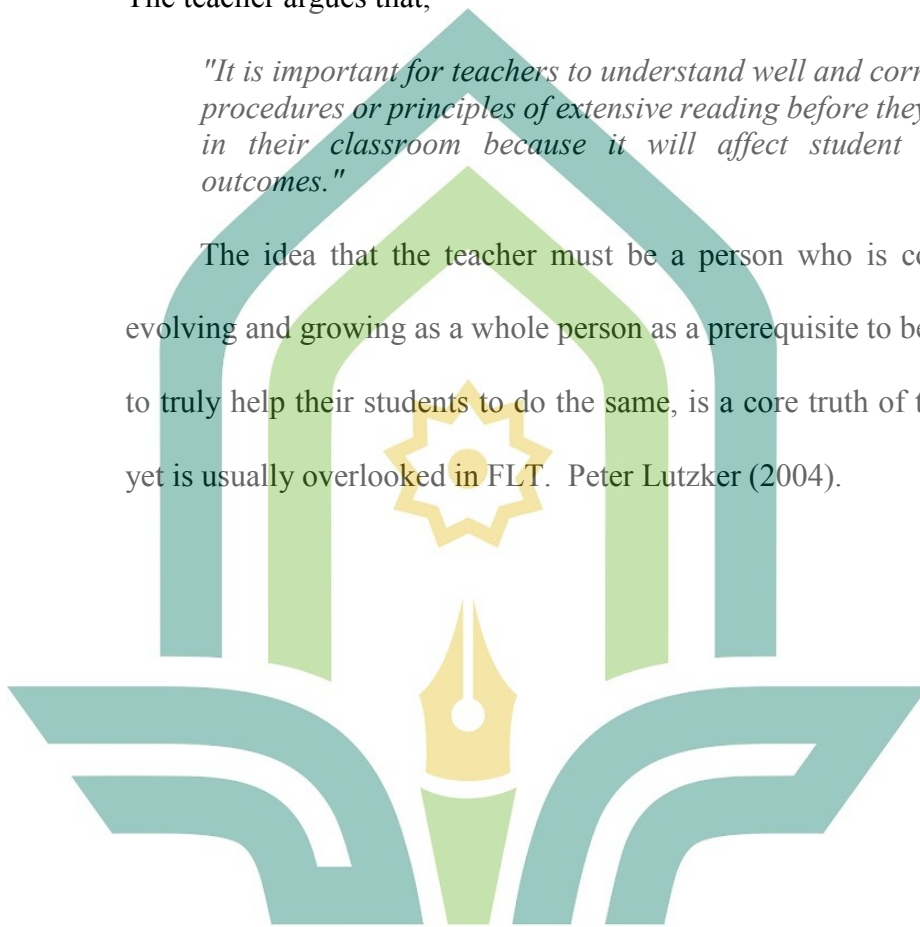 The teacher argues that,
"It is important for teachers to understand well and
procedures or principles of extensive reading before they
in their classroom because it will affect student
outcomes."
The idea that the teacher must be a person who is
evolving and growing as a whole person as a prerequisite to
to truly help their students to do the same, is a core truth of
yet is usually overlooked in FLT. Peter Lutzker (2004).